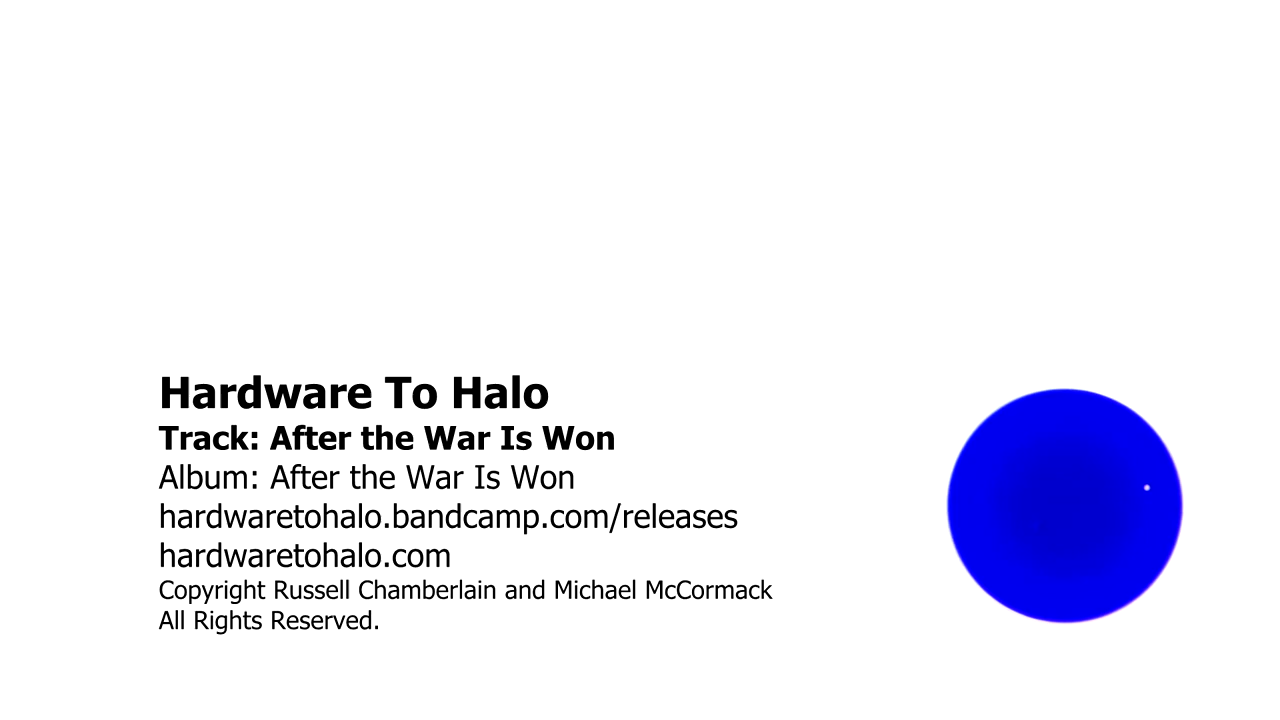 Hardware To Halo
Track: After the War Is Won
Album: After the War Is Won
hardwaretohalo.bandcamp.com/releases
hardwaretohalo.com
Copyright Russell Chamberlain and Michael McCormack
All Rights Reserved.